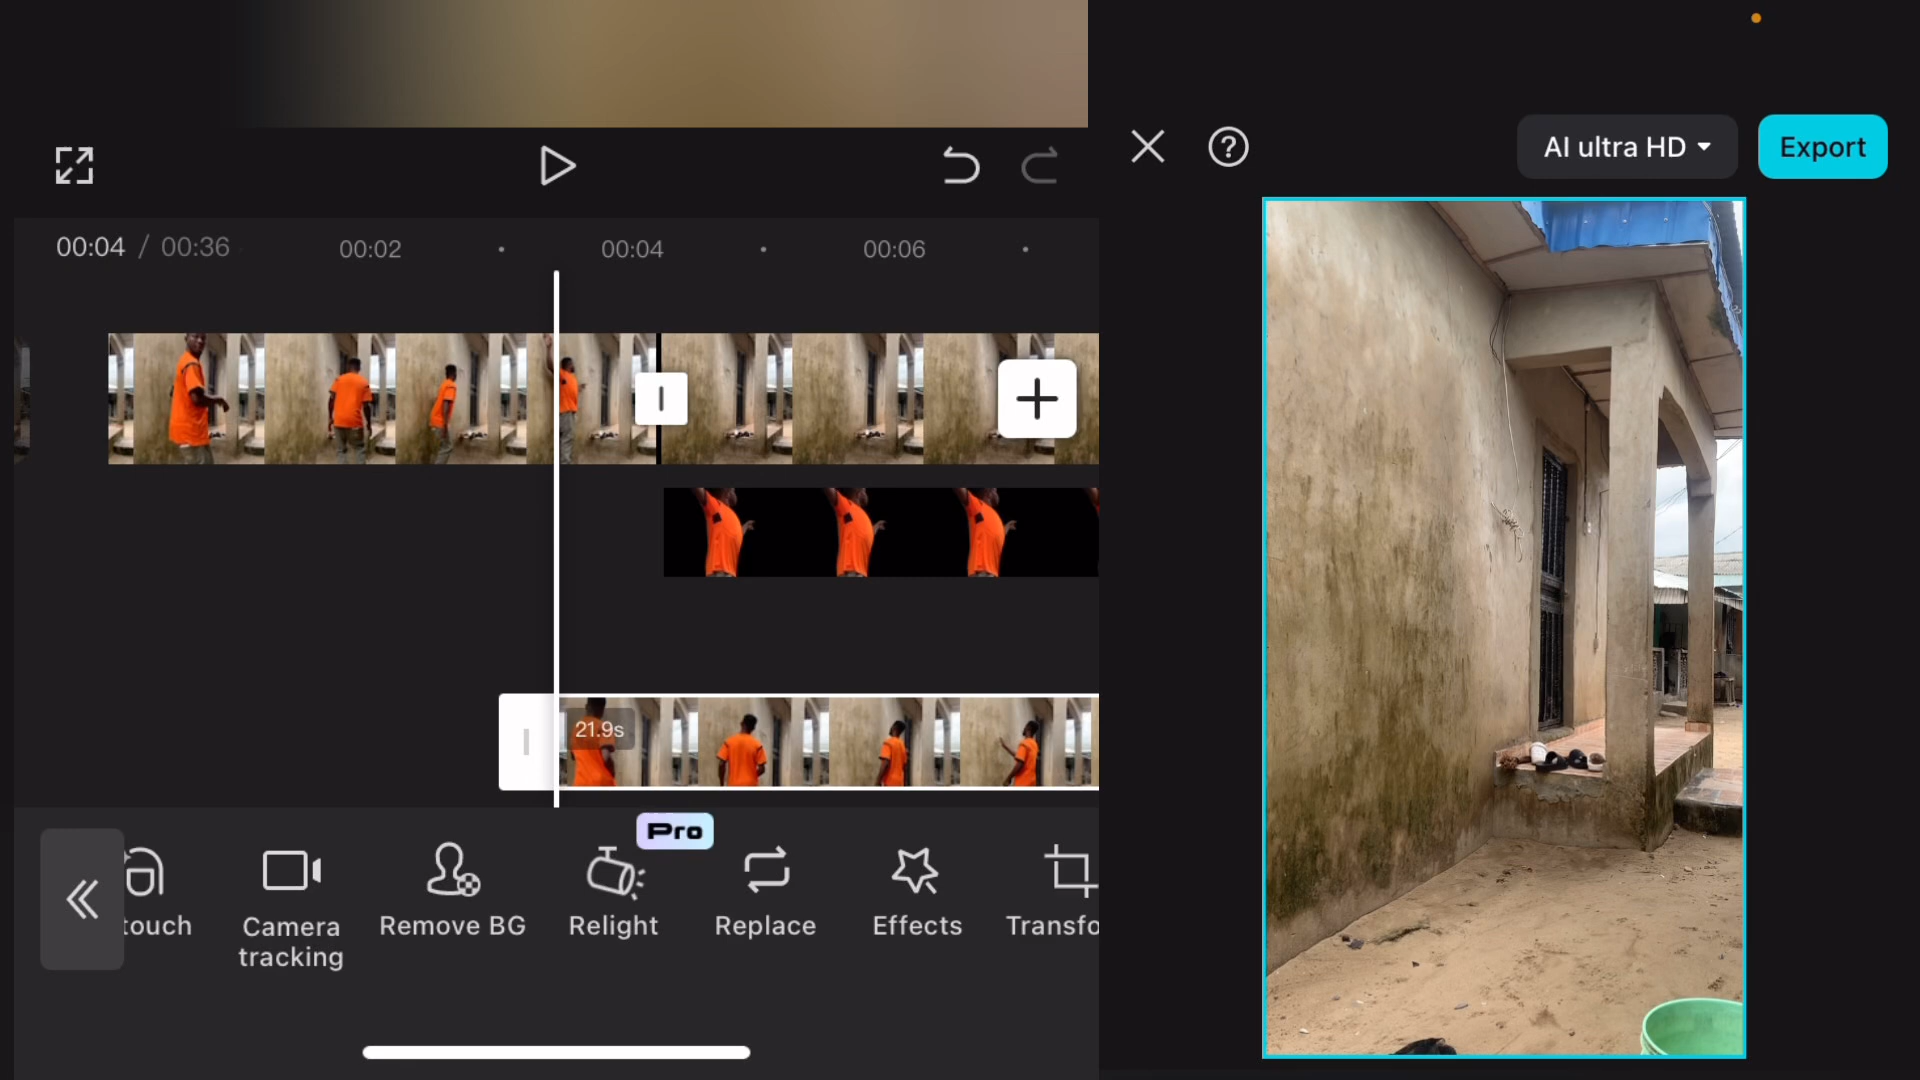 AI ultra HD
Export
00:04 / 00:36
00:02
00:04
00:06
21.9s
Pro
touch
Camera
tracking
Remove BG
Relight
Replace
Effects
Transfo